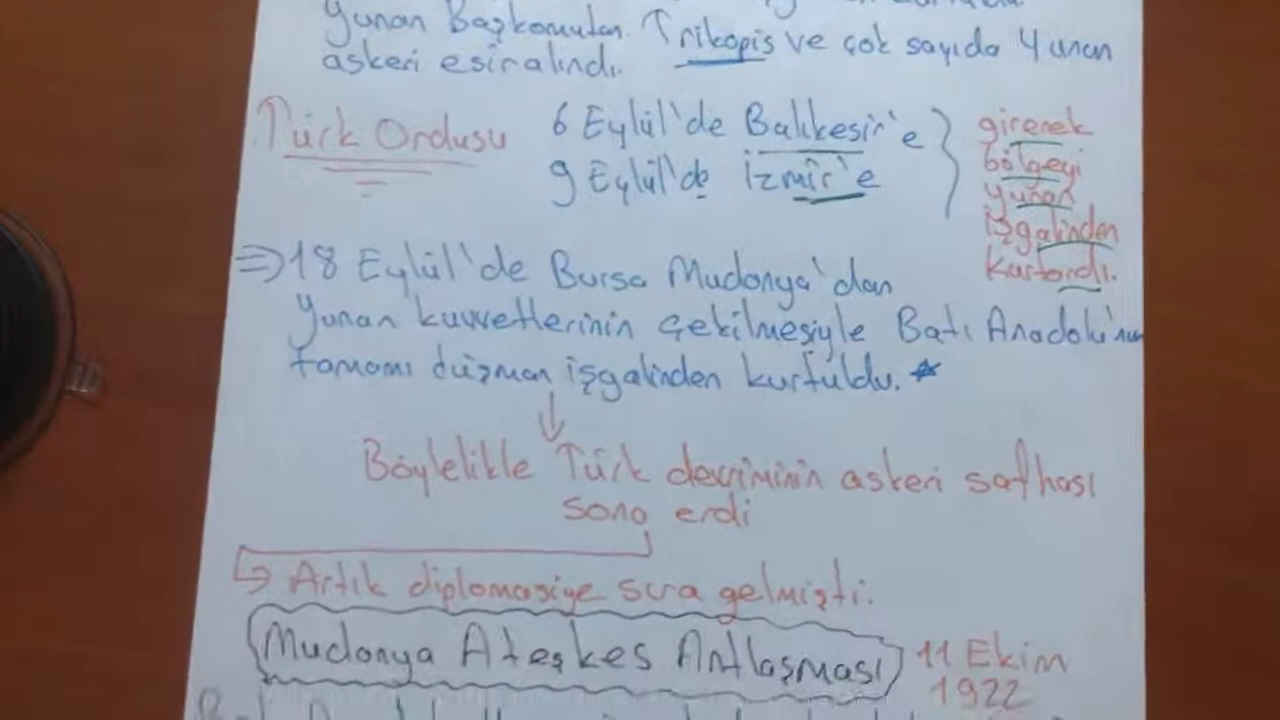 Yunan Başkomutan Trikopis ve çok sayıda Yunan
askeri esir alındı.
Türk Ordusu
6 Eylül'de Balıkesir'e
9 Eylül'de İzmir'e
girerek
bölgeyi
yunan
işgalinden
kurtardı.
⇒ 18 Eylül'de Bursa Mudanya'dan
Yunan kuvvetlerinin çekilmesiyle Batı Anadolu'nun
tamamı düşman işgalinden kurtuldu.
Böylelikle Türk devriminin askeri safhası
sona erdi
Artık diplomasiye sıra gelmişti.
Mudanya Ateşkes Antlaşması
11 Ekim
1922